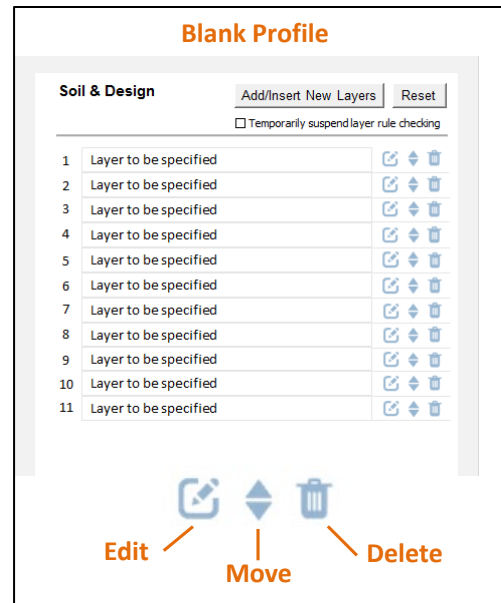 Blank Profile
Soil & Design
Add/Insert New Layers Reset
Temporarily suspend layer rule checking
1 Layer to be specified
2 Layer to be specified
3 Layer to be specified
4 Layer to be specified
5 Layer to be specified
6 Layer to be specified
7 Layer to be specified
8 Layer to be specified
9 Layer to be specified
10 Layer to be specified
11 Layer to be specified
Edit
Move
Delete